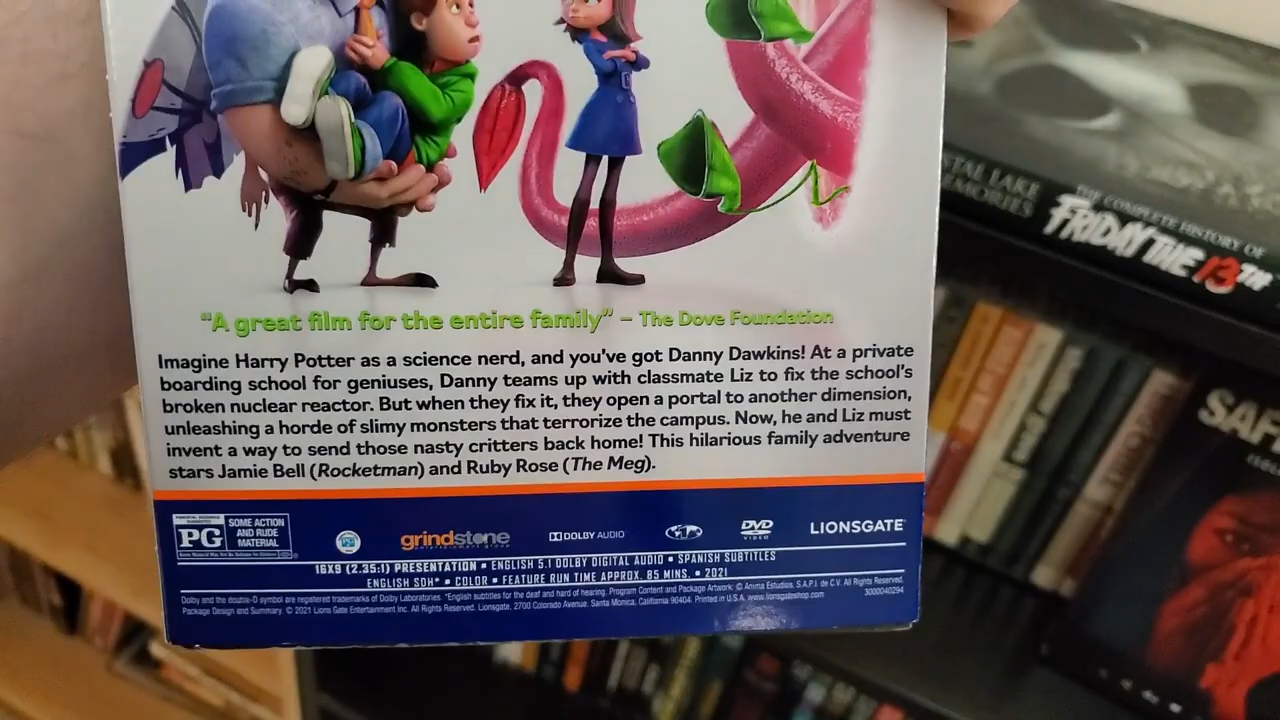 "A great film for the entire family" – The Dove Foundation
Imagine Harry Potter as a science nerd, and you've got Danny Dawkins! At a private
boarding school for geniuses, Danny teams up with classmate Liz to fix the school's
broken nuclear reactor. But when they fix it, they open a portal to another dimension,
unleashing a horde of slimy monsters that terrorize the campus. Now, he and Liz must
invent a way to send those nasty critters back home! This hilarious family adventure
stars Jamie Bell (Rocketman) and Ruby Rose (The Meg).
PG
SOME ACTION
AND RUDE
MATERIAL
grindstone
entertainment group
DOLBY AUDIO
DVD
VIDEO
LIONSGATE
16X9 (2.35:1) PRESENTATION • ENGLISH 5.1 DOLBY DIGITAL AUDIO • SPANISH SUBTITLES
ENGLISH SDH* • COLOR • FEATURE RUN TIME APPROX. 85 MINS. • 2021
Dolby and the double-D symbol are registered trademarks of Dolby Laboratories. *English subtitles for the deaf and hard of hearing. Program Content and Package Artwork: © Anima Estudios, S.A.P.I. de C.V. All Rights Reserved.
Package Design and Summary: © 2021 Lions Gate Entertainment Inc. All Rights Reserved. Lionsgate, 2700 Colorado Avenue, Santa Monica, California 90404. Printed in U.S.A. www.lionsgateshop.com
3000040294
STAL LAKE
MEMORIES
THE COMPLETE HISTORY OF
FRIDAY THE 13TH